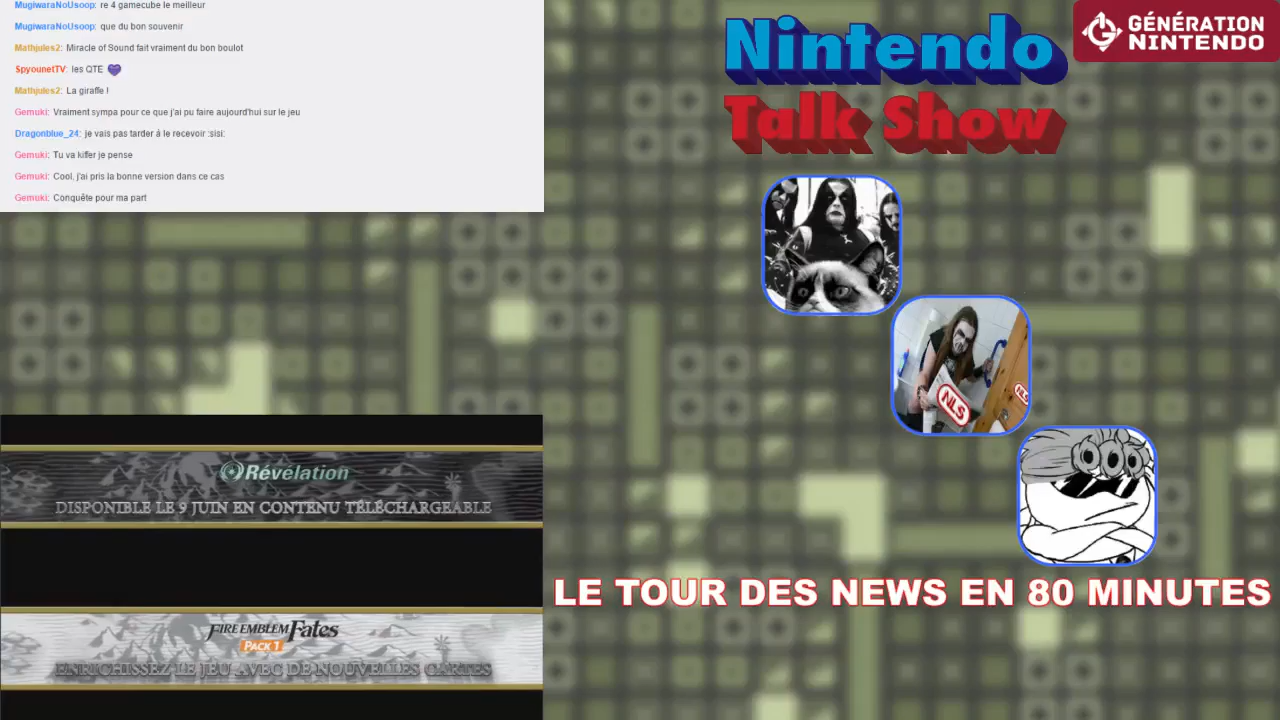 MugiwaraNoUsoop: re 4 gamecube le meilleur
MugiwaraNoUsoop: que du bon souvenir
Mathjules2: Miracle of Sound fait vraiment du bon boulot
SpyounetTV: les QTE
Mathjules2: La giraffe !
Gemuki: Vraiment sympa pour ce que j'ai pu faire aujourd'hui sur le jeu
Dragonblue_24: je vais pas tarder à le recevoir :sisi:
Gemuki: Tu va kiffer je pense
Gemuki: Cool, j'ai pris la bonne version dans ce cas
Gemuki: Conquête pour ma part
Nintendo
Talk Show
GÉNÉRATION
NINTENDO
NLS
NLS
Révélation
DISPONIBLE LE 9 JUIN EN CONTENU TÉLÉCHARGEABLE
FIRE EMBLEM Fates
PACK 1
ENRICHISSEZ LE JEU AVEC DE NOUVELLES CARTES
LE TOUR DES NEWS EN 80 MINUTES